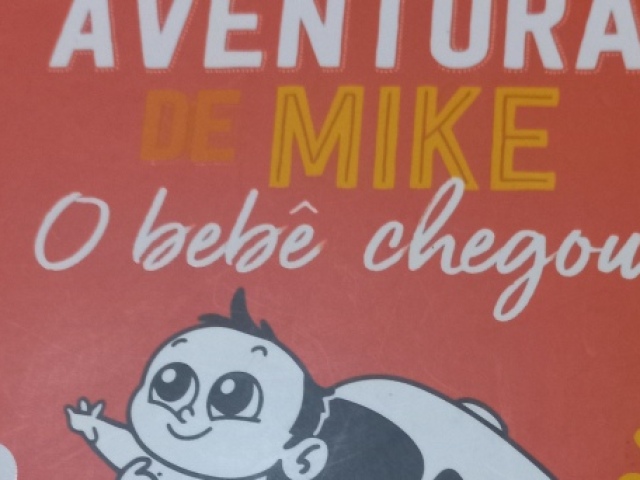 AVENTURA
DE MIKE
O bebê chegou